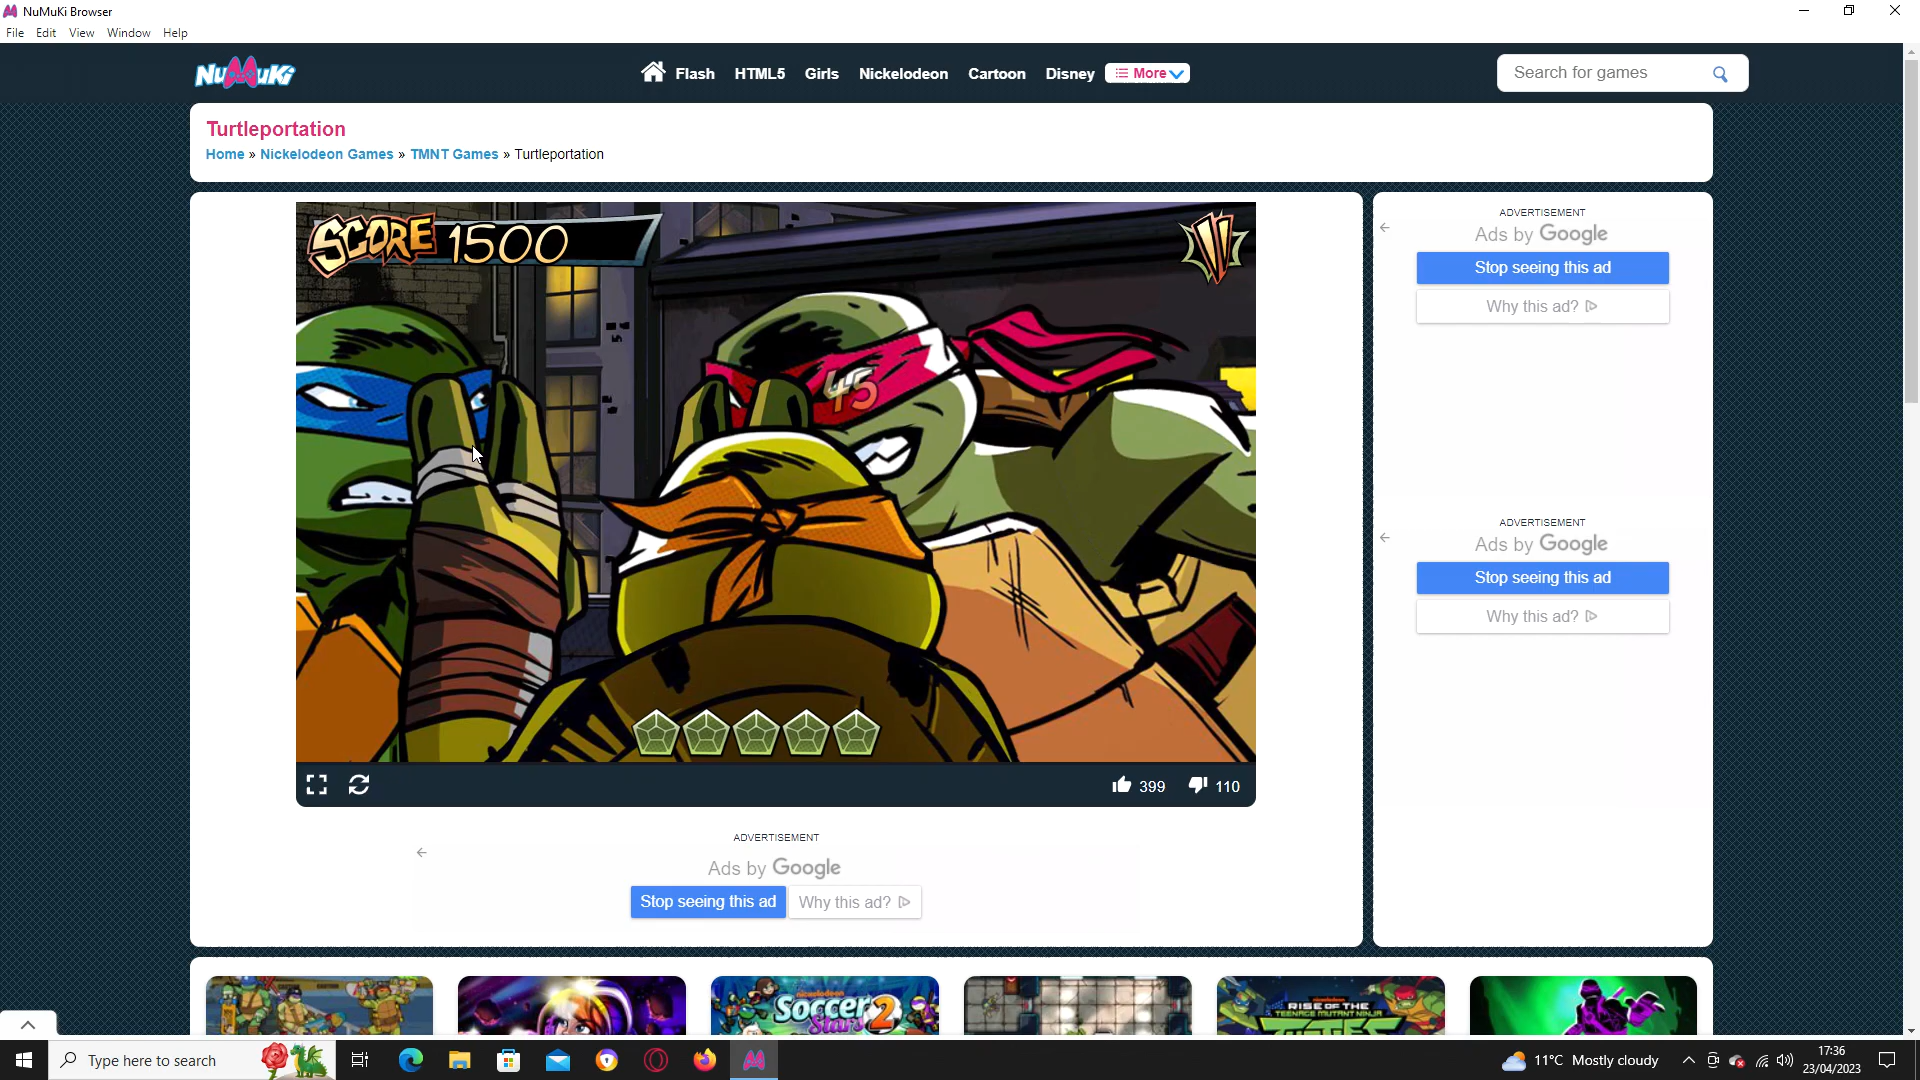 NuMuKi Browser
File Edit View Window Help
NuMuKi
Flash HTML5 Girls Nickelodeon Cartoon Disney More
Search for games
Turtleportation
Home » Nickelodeon Games » TMNT Games » Turtleportation
SCORE 1500
45
399 110
ADVERTISEMENT
Ads by Google
Stop seeing this ad
Why this ad?
ADVERTISEMENT
Ads by Google
Stop seeing this ad
Why this ad?
ADVERTISEMENT
Ads by Google
Stop seeing this ad Why this ad?
nickelodeon
Soccer
Stars 2
nickelodeon
RISE OF THE
TEENAGE MUTANT NINJA
TURTLES
Type here to search
11°C Mostly cloudy
17:36
23/04/2023